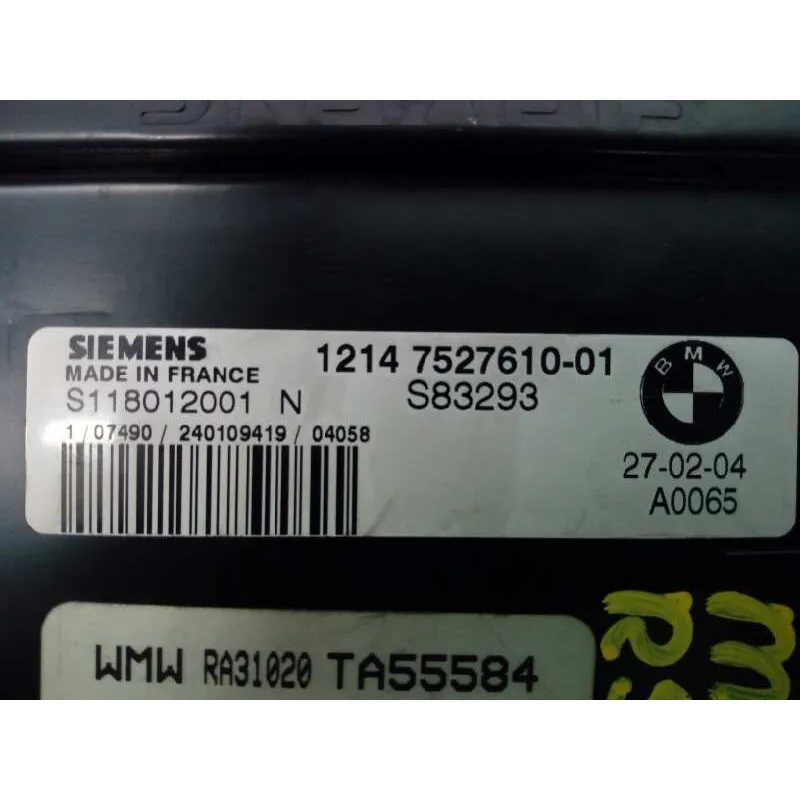 SIEMENS
MADE IN FRANCE
S118012001 N
1/07490/240109419/04058
1214 7527610-01
S83293
BMW
27-02-04
A0065
WMW RA31020 TA55584